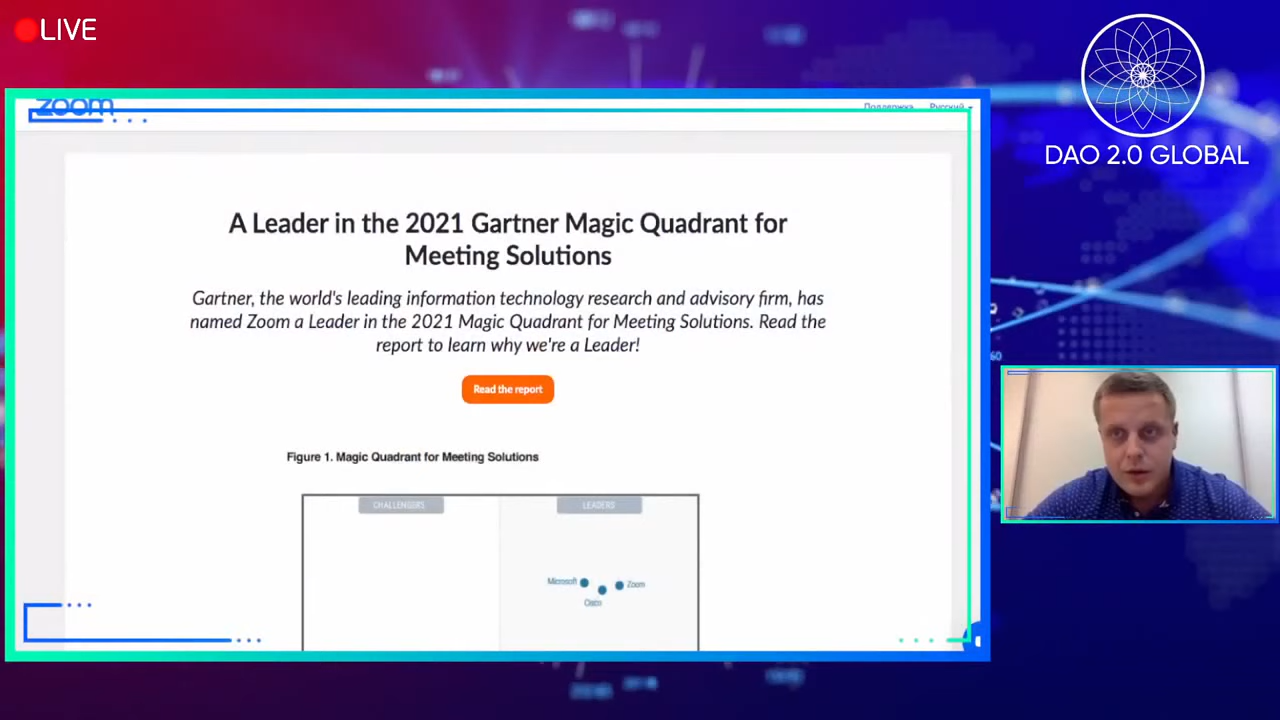 LIVE
DAO 2.0 GLOBAL
zoom
Поддержка Русский
A Leader in the 2021 Gartner Magic Quadrant for
Meeting Solutions
Gartner, the world's leading information technology research and advisory firm, has
named Zoom a Leader in the 2021 Magic Quadrant for Meeting Solutions. Read the
report to learn why we're a Leader!
Read the report
Figure 1. Magic Quadrant for Meeting Solutions
CHALLENGERS LEADERS
Microsoft Zoom
Cisco
60